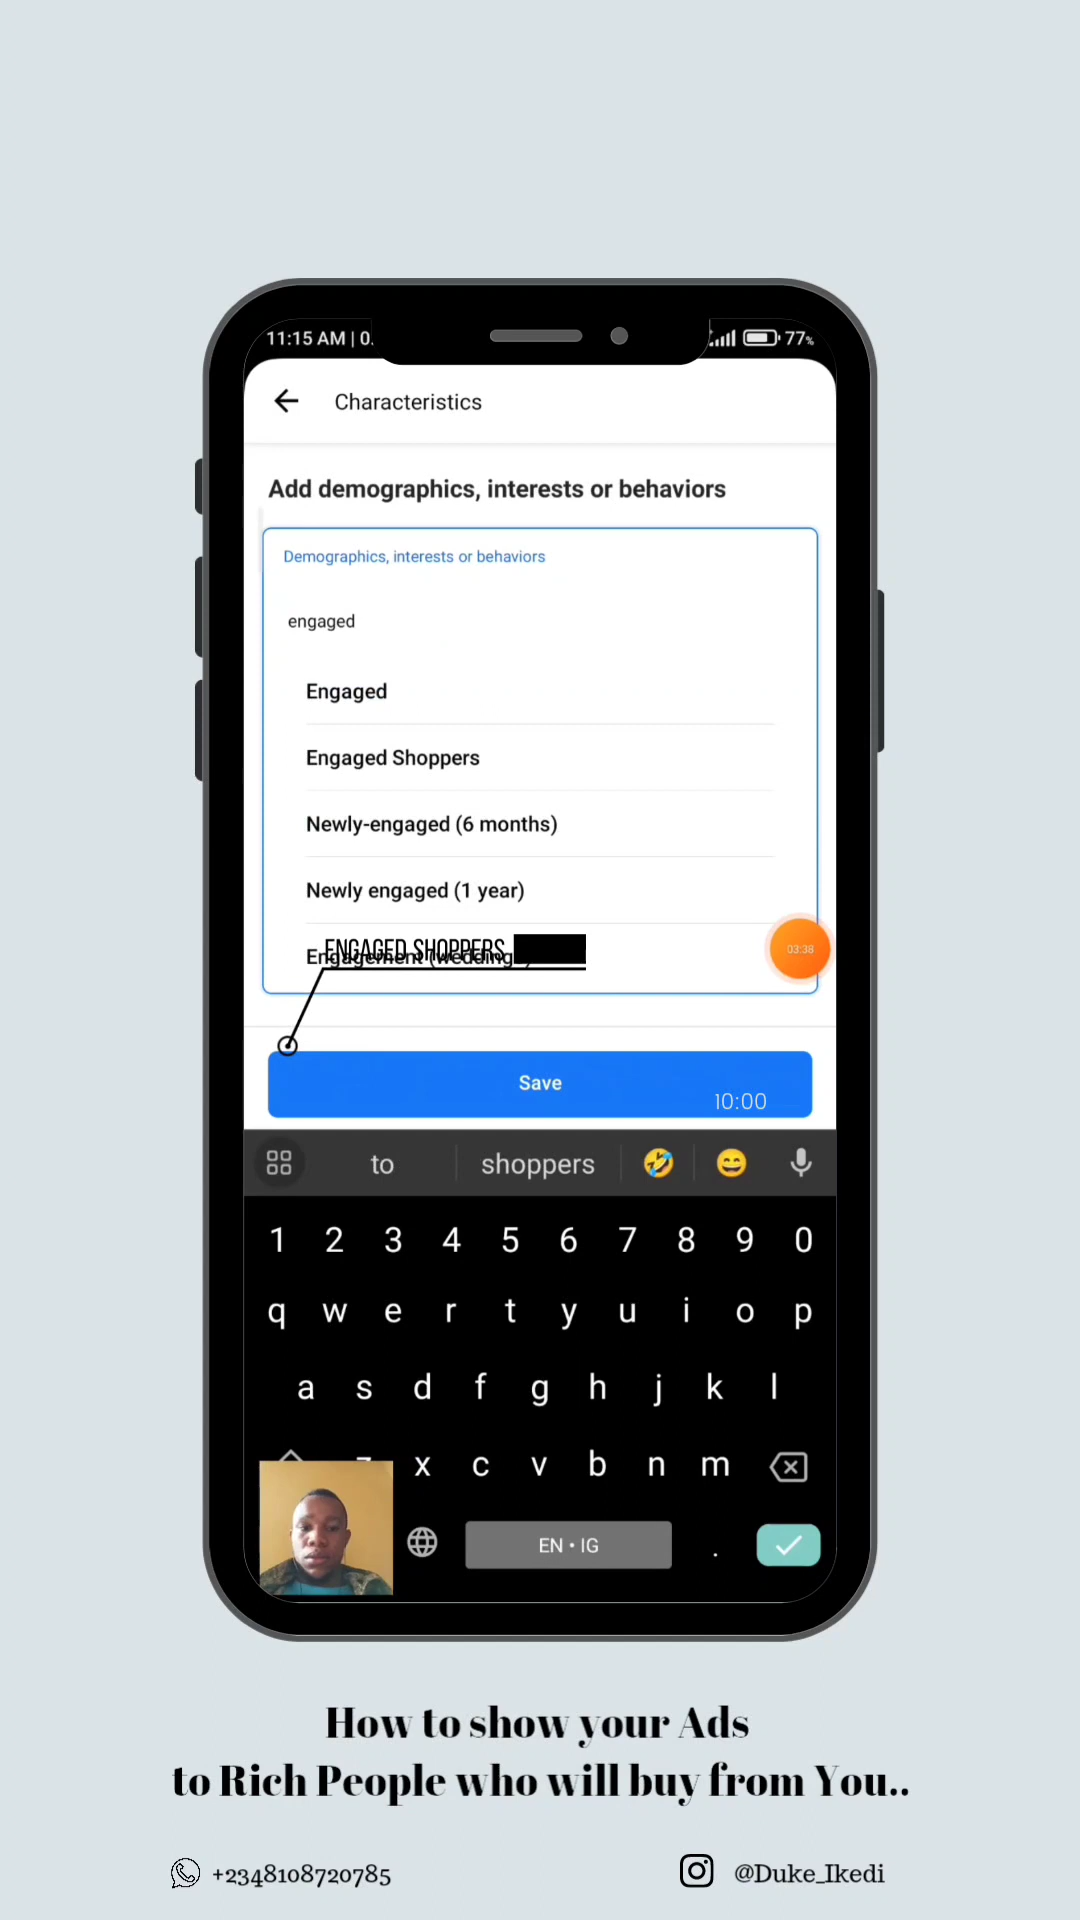 11:15 AM | 0.
77%
Characteristics
Add demographics, interests or behaviors
Demographics, interests or behaviors
engaged
Engaged
Engaged Shoppers
Newly-engaged (6 months)
Newly engaged (1 year)
ENGAGED SHOPPERS
Engagement (wedding)
03:38
Save
10:00
to shoppers
1 2 3 4 5 6 7 8 9 0
q w e r t y u i o p
a s d f g h j k l
z x c v b n m
EN • IG .
How to show your Ads
to Rich People who will buy from You..
+2348108720785
@Duke_Ikedi